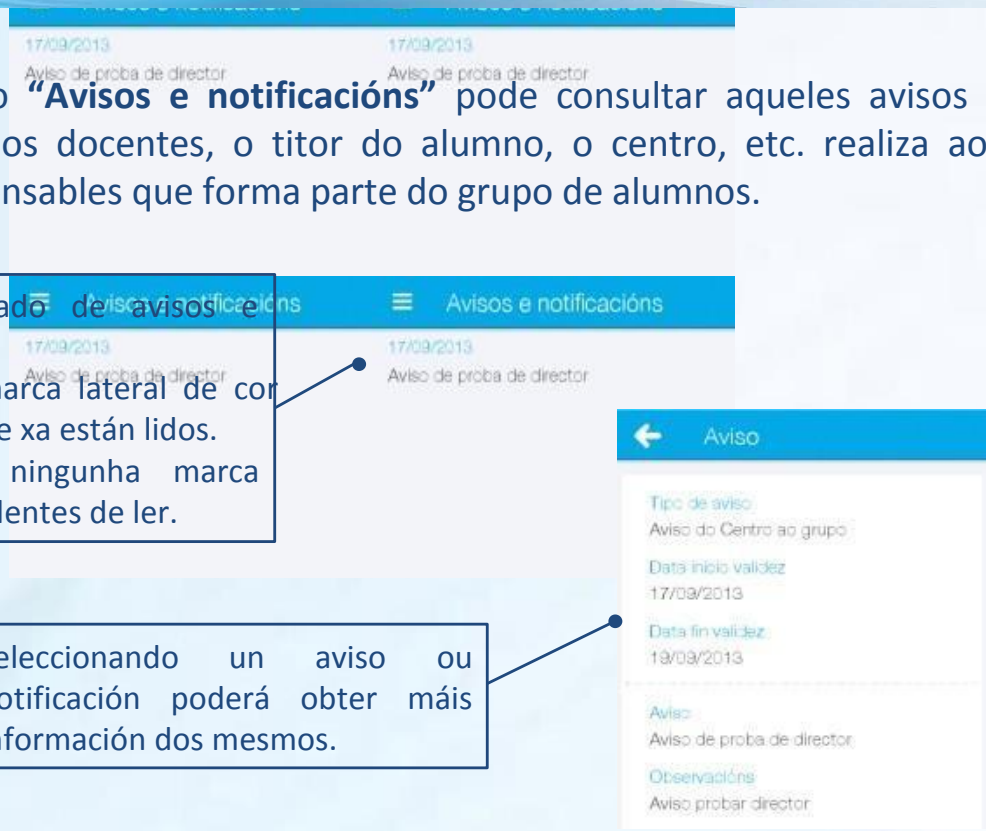 17/09/2013 17/09/2013
Aviso de proba de director Aviso de proba de director
“Avisos e notificacións” pode consultar aqueles avisos
os docentes, o titor do alumno, o centro, etc. realiza ao
nsables que forma parte do grupo de alumnos.
Avisos e notificacións
ado de avisos e
17/09/2013
Aviso de proba de director
marca lateral de cor
e xa están lidos.
ningunha marca
dentes de ler.
Avisos e notificacións
17/09/2013
Aviso de proba de director
Aviso
Tipo de aviso
Aviso do Centro ao grupo
Data inicio validez
17/09/2013
Data fin validez
19/09/2013
Aviso
Aviso de proba de director
Observacións
Aviso probar director
eleccionando un aviso ou
otificación poderá obter máis
nformación dos mesmos.